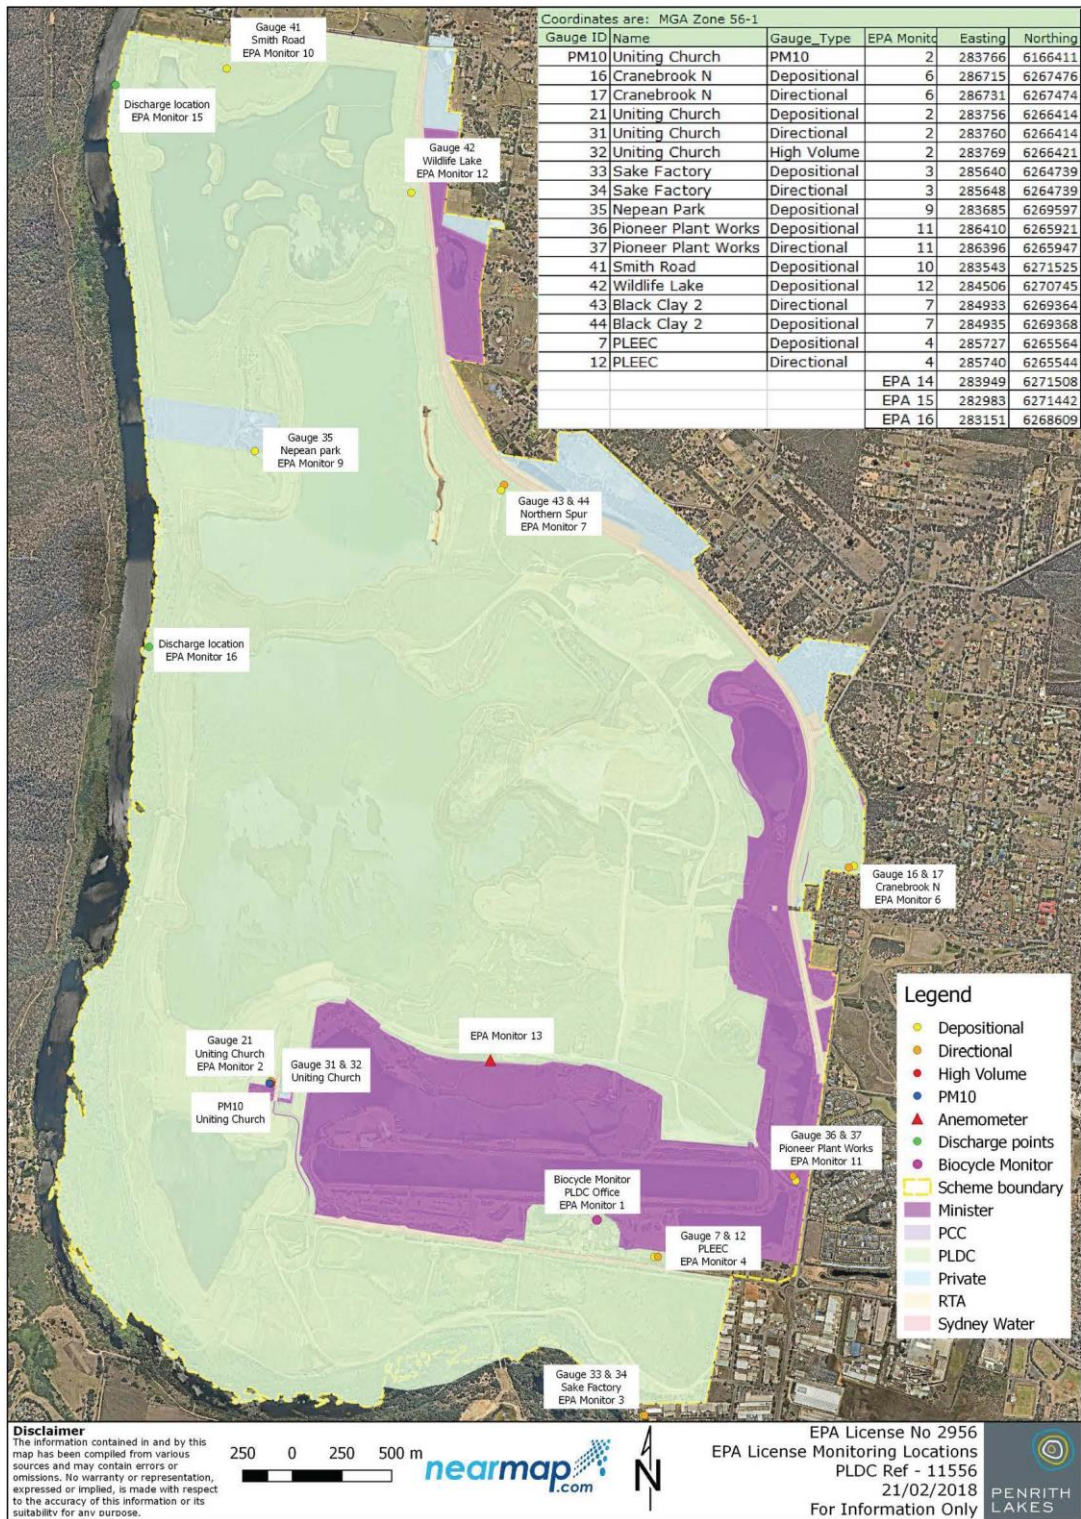 Coordinates are: MGA Zone 56-1
Gauge ID Name Gauge_Type EPA Monitc Easting Northing
PM10 Uniting Church PM10 2 283766 6166411
16 Cranebrook N Depositional 6 286715 6267476
17 Cranebrook N Directional 6 286731 6267474
21 Uniting Church Depositional 2 283756 6266414
31 Uniting Church Directional 2 283760 6266414
32 Uniting Church High Volume 2 283769 6266421
33 Sake Factory Depositional 3 285640 6264739
34 Sake Factory Directional 3 285648 6264739
35 Nepean Park Depositional 9 283685 6269597
36 Pioneer Plant Works Depositional 11 286410 6265921
37 Pioneer Plant Works Directional 11 286396 6265947
41 Smith Road Depositional 10 283543 6271525
42 Wildlife Lake Depositional 12 284506 6270745
43 Black Clay 2 Directional 7 284933 6269364
44 Black Clay 2 Depositional 7 284935 6269368
7 PLEEC Depositional 4 285727 6265564
12 PLEEC Directional 4 285740 6265544
EPA 14 283949 6271508
EPA 15 282983 6271442
EPA 16 283151 6268609
Gauge 41
Smith Road
EPA Monitor 10
Discharge location
EPA Monitor 15
Gauge 42
Wildlife Lake
EPA Monitor 12
Gauge 35
Nepean park
EPA Monitor 9
Gauge 43 & 44
Northern Spur
EPA Monitor 7
Discharge location
EPA Monitor 16
Gauge 16 & 17
Cranebrook N
EPA Monitor 6
Gauge 21
Uniting Church
EPA Monitor 2
Gauge 31 & 32
Uniting Church
PM10
Uniting Church
EPA Monitor 13
Gauge 36 & 37
Pioneer Plant Works
EPA Monitor 11
Biocycle Monitor
PLDC Office
EPA Monitor 1
Gauge 7 & 12
PLEEC
EPA Monitor 4
Gauge 33 & 34
Sake Factory
EPA Monitor 3
Legend
Depositional
Directional
High Volume
PM10
Anemometer
Discharge points
Biocycle Monitor
Scheme boundary
Minister
PCC
PLDC
Private
RTA
Sydney Water
Disclaimer
The information contained in and by this
map has been compiled from various
sources and may contain errors or
omissions. No warranty or representation,
expressed or implied, is made with respect
to the accuracy of this information or its
suitability for any purpose.
250 0 250 500 m
nearmap
.com
N
EPA License No 2956
EPA License Monitoring Locations
PLDC Ref - 11556
21/02/2018
For Information Only
PENRITH
LAKES